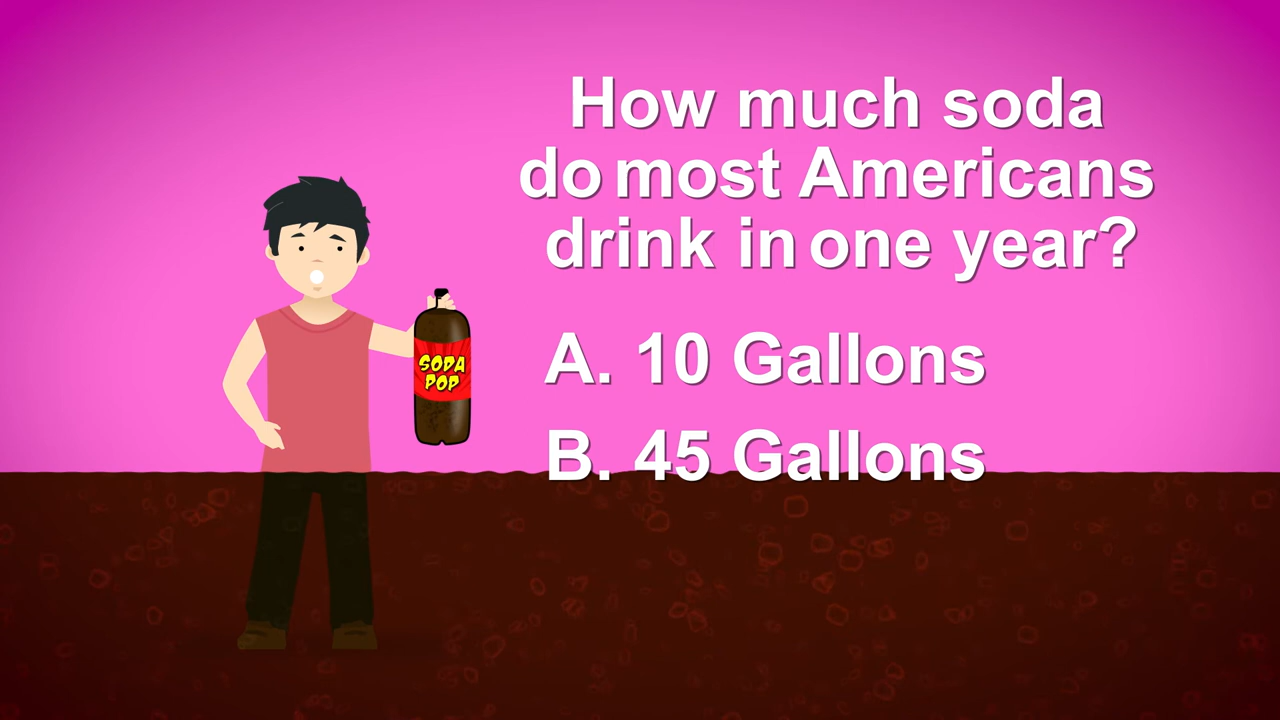 How much soda
do most Americans
drink in one year?
A. 10 Gallons
B. 45 Gallons
SODA
POP